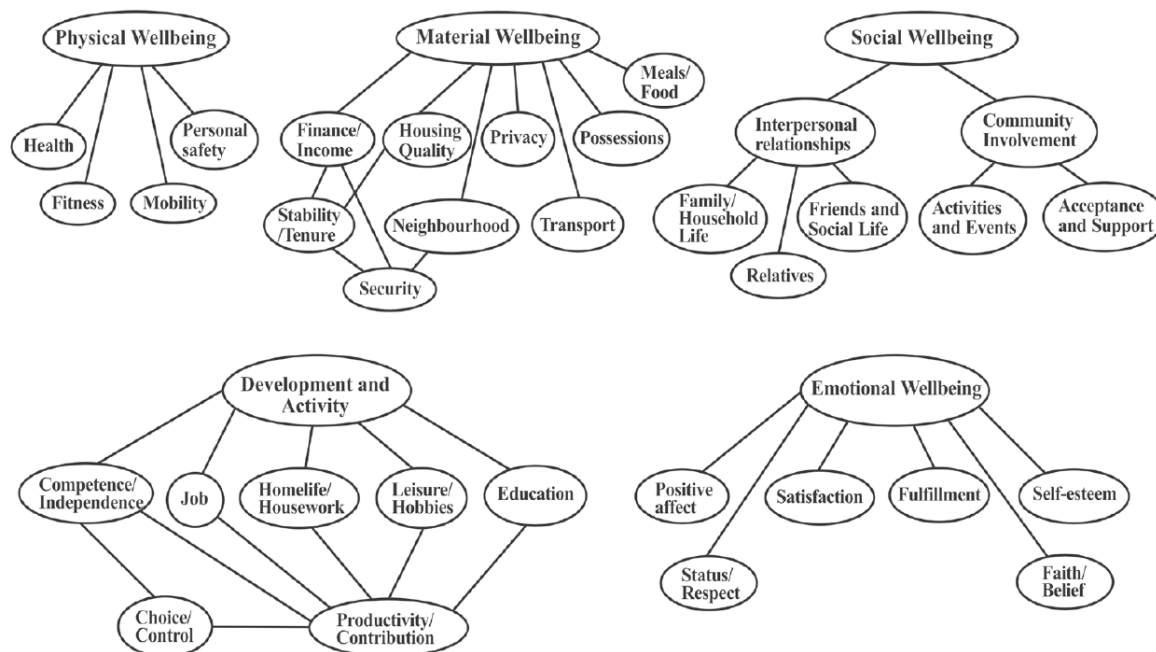 Physical Wellbeing
Health
Fitness
Mobility
Personal
safety
Material Wellbeing
Finance/
Income
Housing
Quality
Privacy
Possessions
Meals/
Food
Stability
/Tenure
Neighbourhood
Transport
Security
Social Wellbeing
Interpersonal
relationships
Community
Involvement
Family/
Household
Life
Relatives
Friends and
Social Life
Activities
and Events
Acceptance
and Support
Development and
Activity
Competence/
Independence
Job
Homelife/
Housework
Leisure/
Hobbies
Education
Choice/
Control
Productivity/
Contribution
Emotional Wellbeing
Positive
affect
Satisfaction
Fulfillment
Self-esteem
Status/
Respect
Faith/
Belief